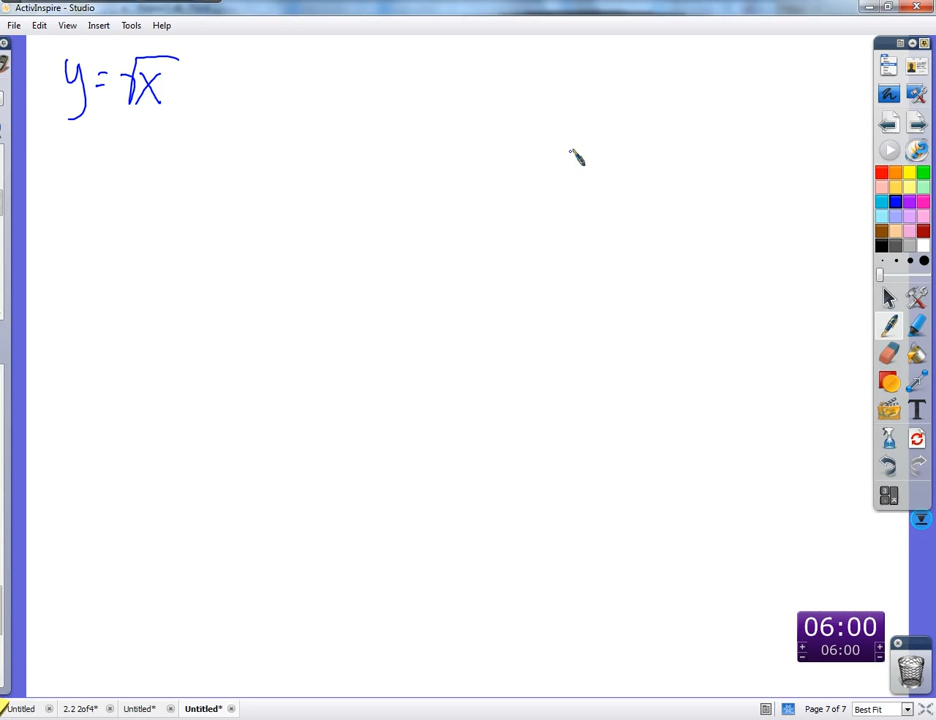 ActivInspire - Studio
File Edit View Insert Tools Help
y = √x
06:00
06:00
Untitled 2.2 2of4* Untitled* Untitled* Page 7 of 7 Best Fit